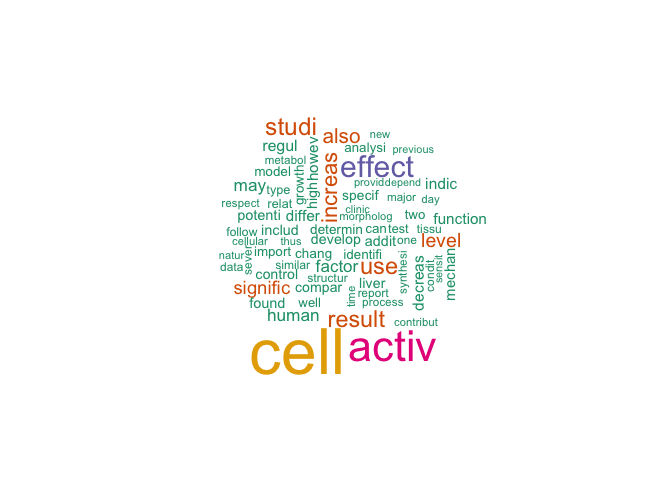 studi also new
regul analysi previous
metabol increas effect
model growth high howev
may type specif providdepend indic
respect relat clinic major day
potenti differ morpholog two function
follow includ determin can test tissu
cellular thus develop addit one level
natur sever import chang identifi synthesi
data similar factor use condit sensit mechan
control structur liver decreas
signific compar time report
found well process
human result contribut
cell activ